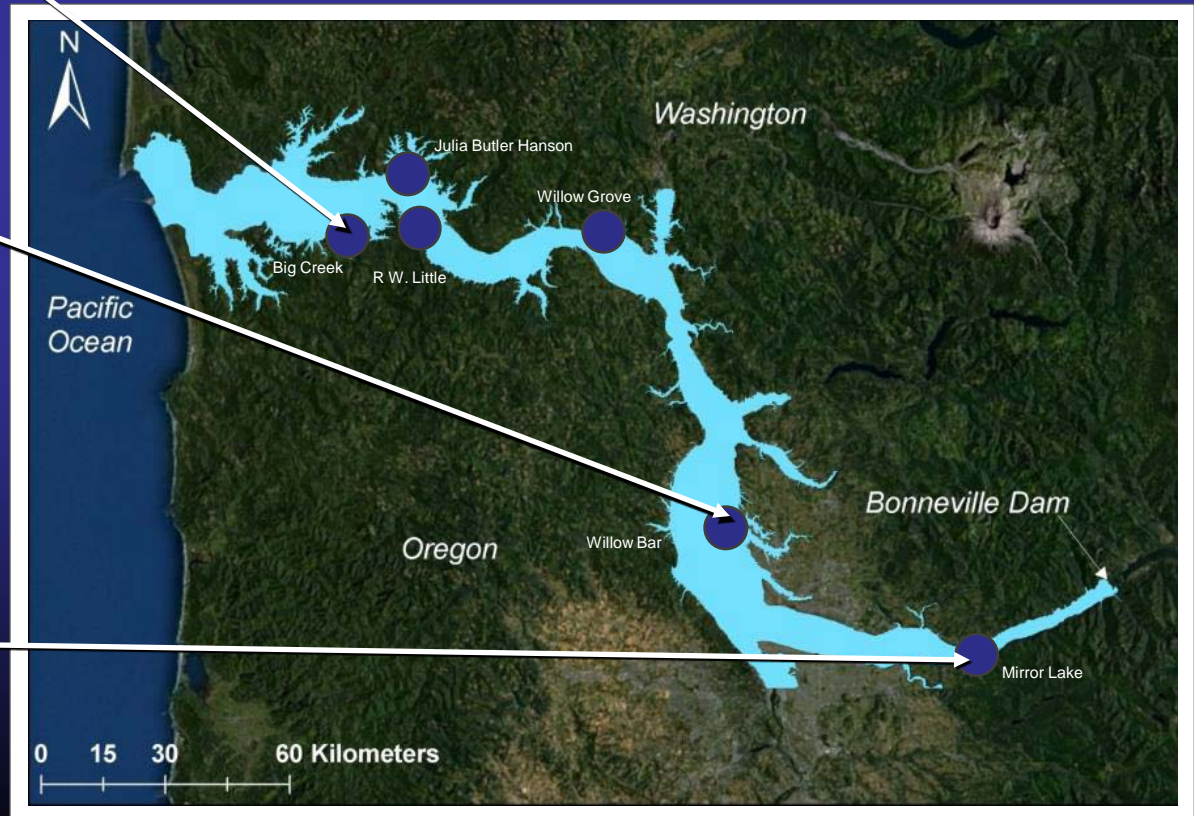 N
Washington
Julia Butler Hanson
Willow Grove
Big Creek
R W. Little
Pacific
Ocean
Bonneville Dam
Oregon
Willow Bar
Mirror Lake
0 15 30 60 Kilometers